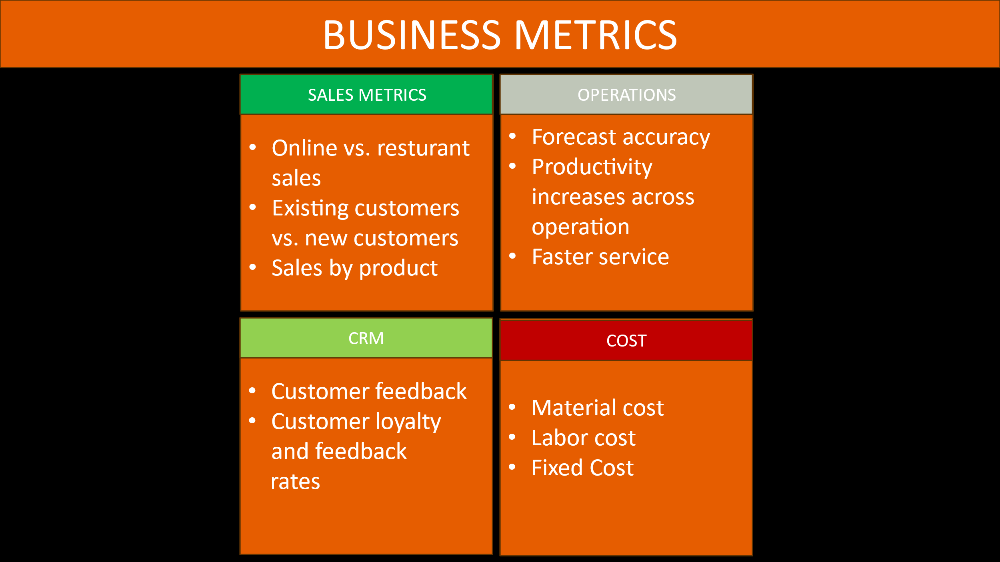 BUSINESS METRICS
SALES METRICS
• Online vs. resturant
sales
• Existing customers
vs. new customers
• Sales by product
OPERATIONS
• Forecast accuracy
• Productivity
increases across
operation
• Faster service
CRM
• Customer feedback
• Customer loyalty
and feedback
rates
COST
• Material cost
• Labor cost
• Fixed Cost